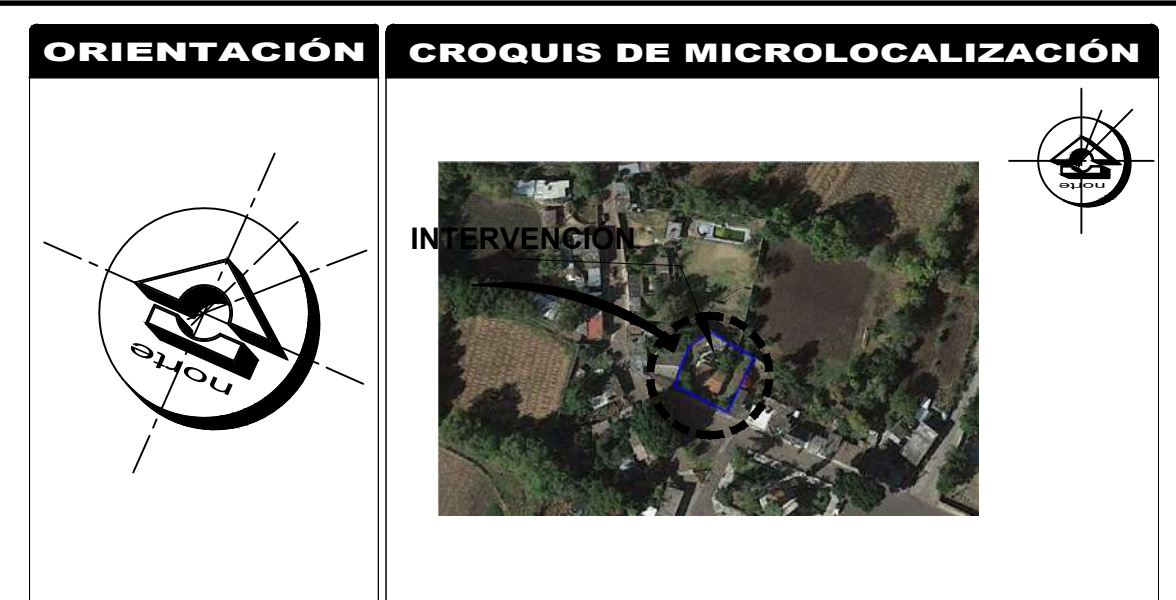 ORIENTACIÓN
CROQUIS DE MICROLOCALIZACIÓN
norte
INTERVENCIÓN
norte